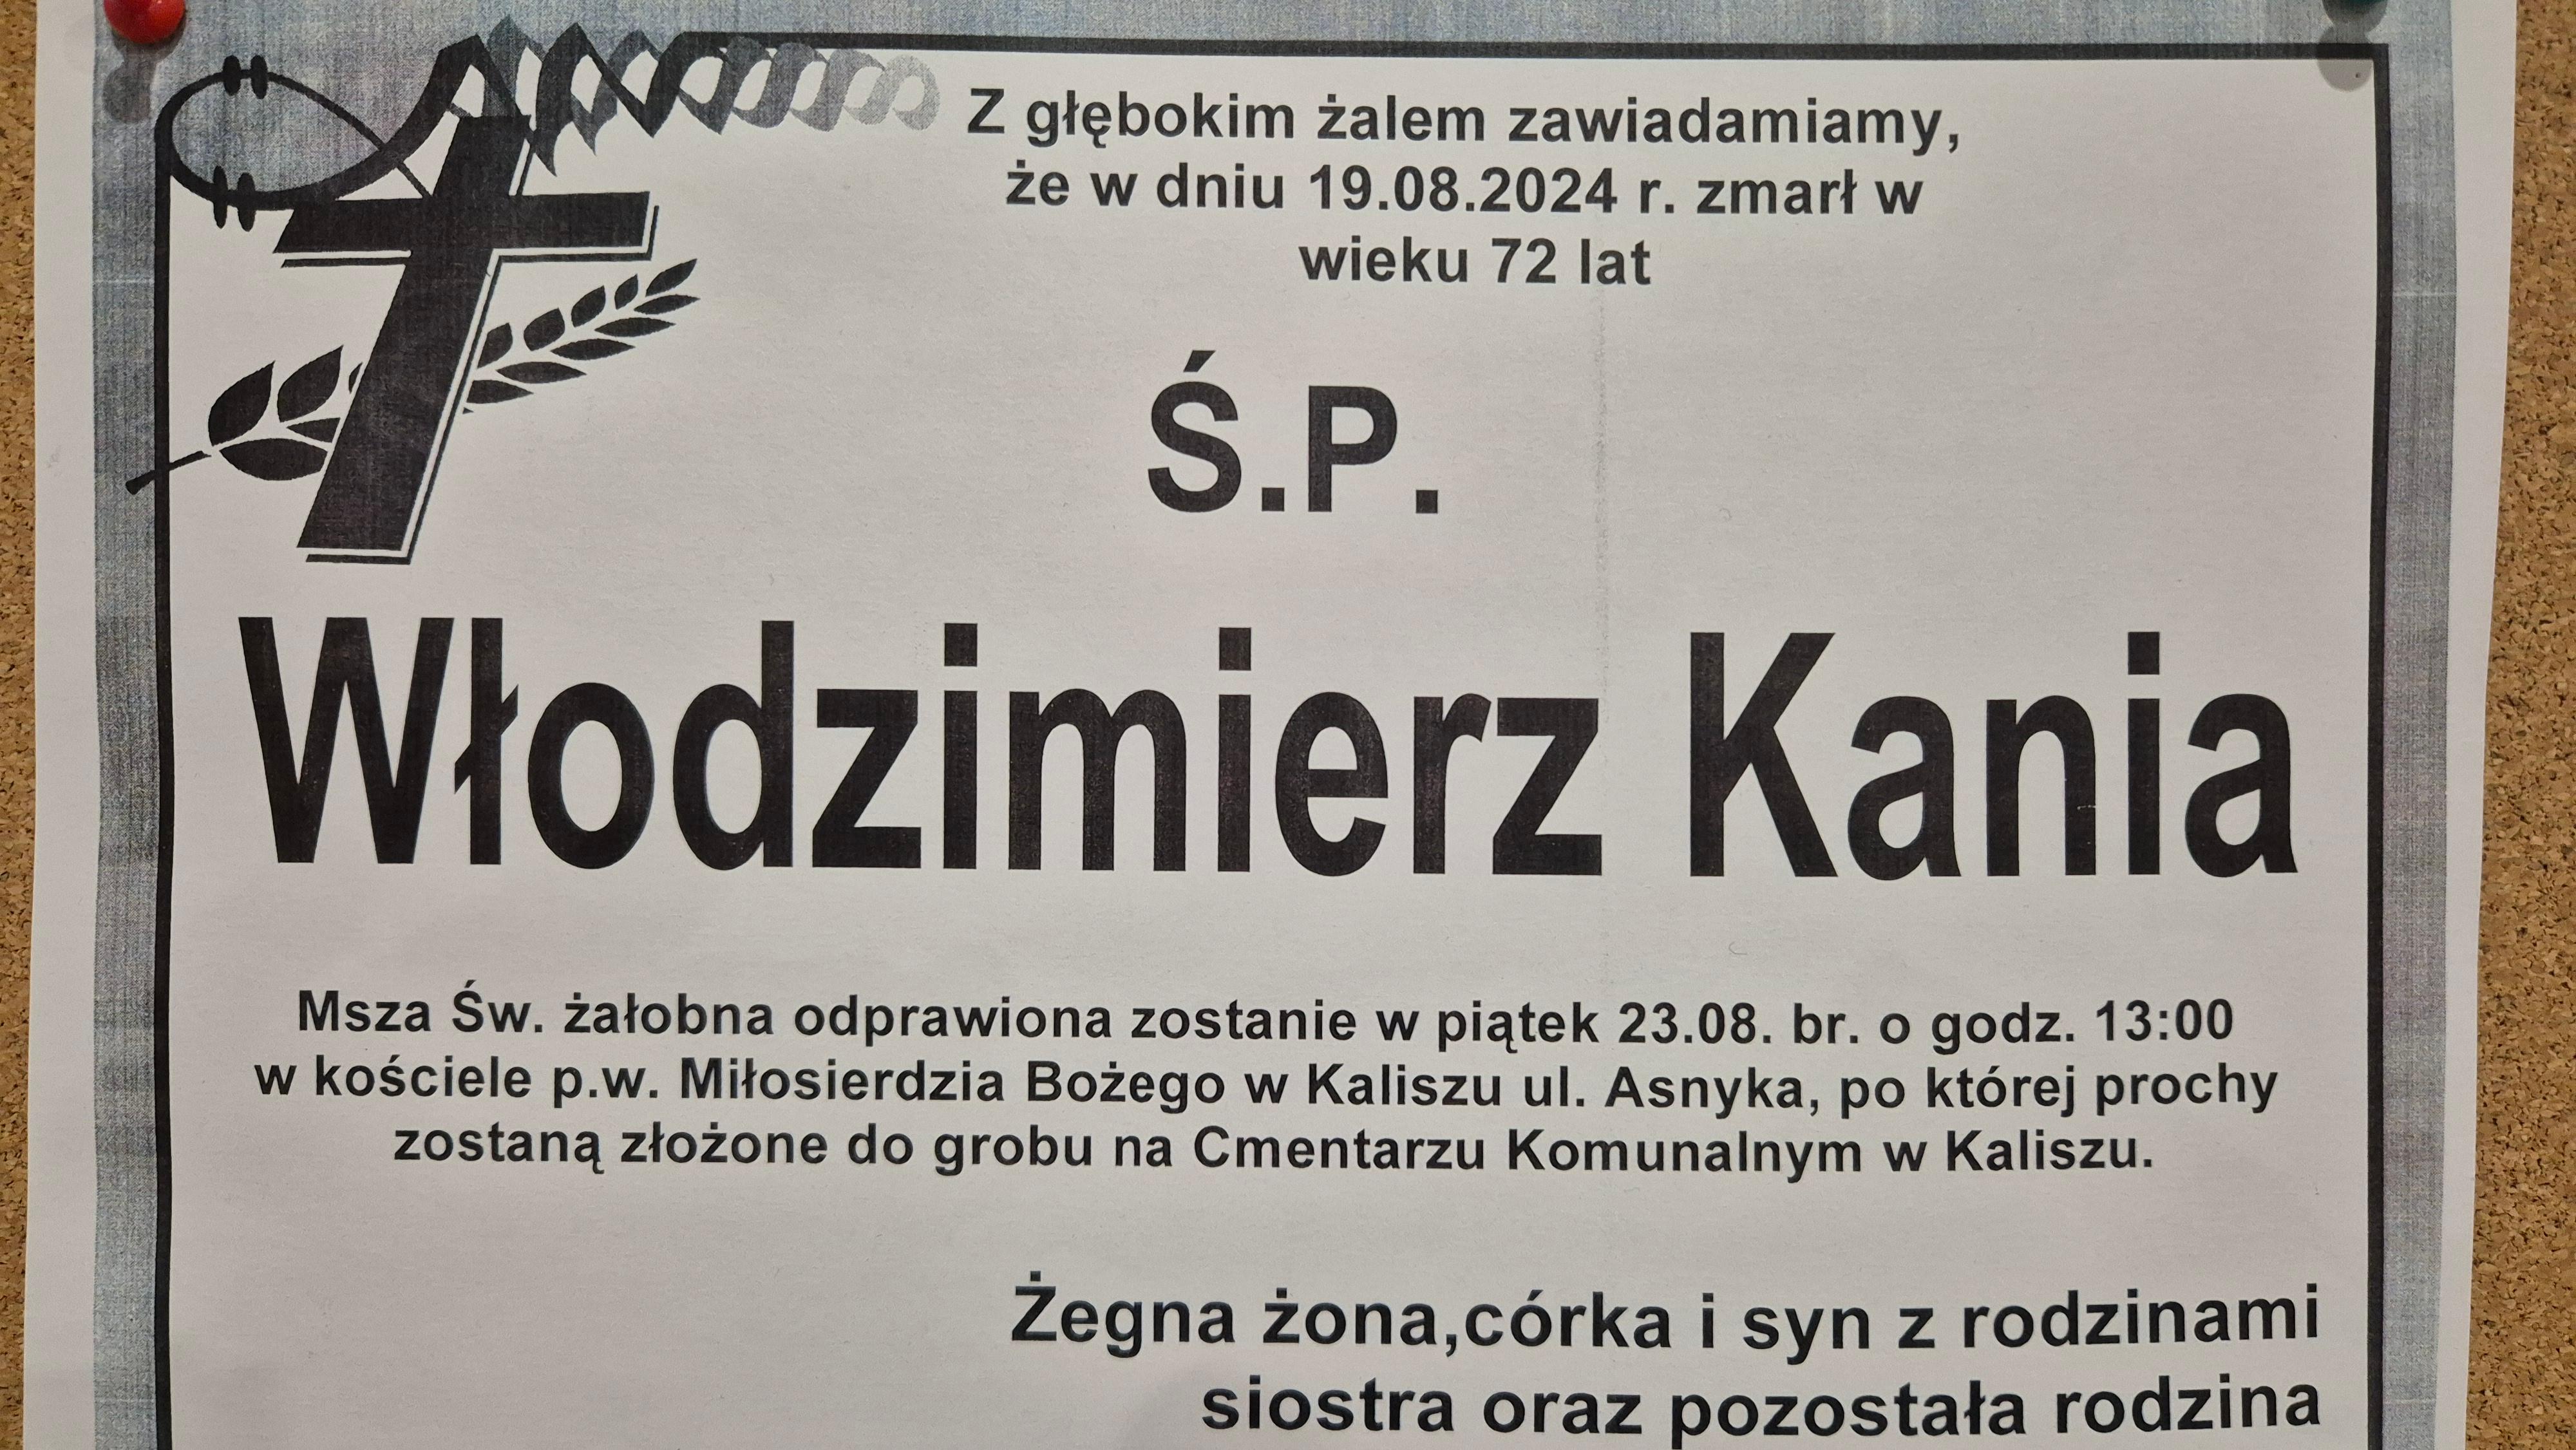 Z głębokim żalem zawiadamiamy,
że w dniu 19.08.2024 r. zmarł w
wieku 72 lat
Ś.P.
Włodzimierz Kania
Msza Św. żałobna odprawiona zostanie w piątek 23.08. br. o godz. 13:00
w kościele p.w. Miłosierdzia Bożego w Kaliszu ul. Asnyka, po której prochy
zostaną złożone do grobu na Cmentarzu Komunalnym w Kaliszu.
Żegna żona,córka i syn z rodzinami
siostra oraz pozostała rodzina